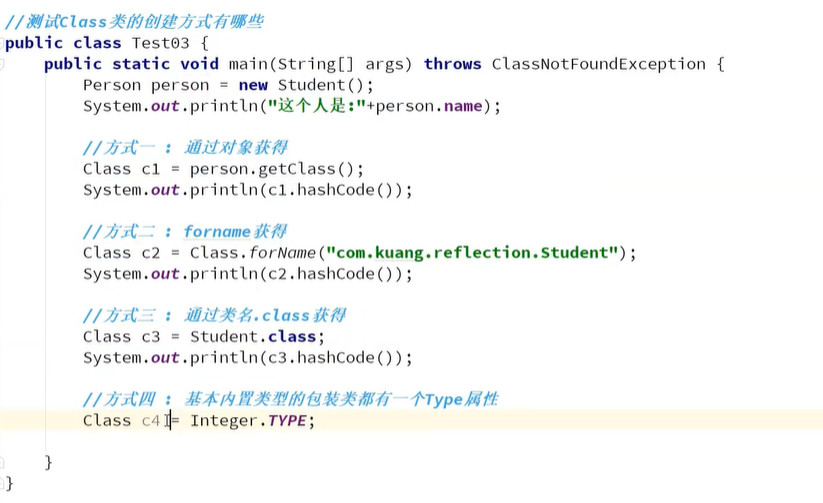 //测试Class类的创建方式有哪些
public class Test03 {
public static void main(String[] args) throws ClassNotFoundException {
Person person = new Student();
System.out.println("这个人是:"+person.name);
//方式一 : 通过对象获得
Class c1 = person.getClass();
System.out.println(c1.hashCode());
//方式二 : forname获得
Class c2 = Class.forName("com.kuang.reflection.Student");
System.out.println(c2.hashCode());
//方式三 : 通过类名.class获得
Class c3 = Student.class;
System.out.println(c3.hashCode());
//方式四 : 基本内置类型的包装类都有一个Type属性
Class c4 = Integer.TYPE;
}
}